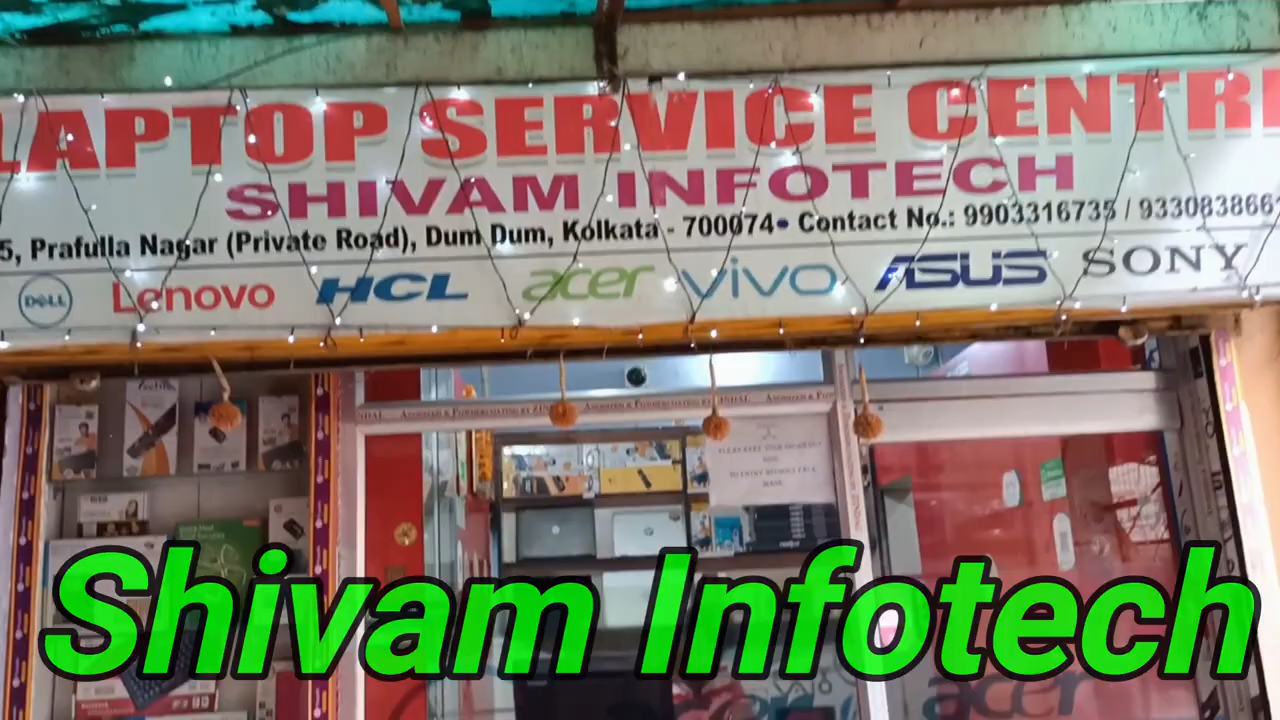 LAPTOP SERVICE CENTR
SHIVAM INFOTECH
5, Prafulla Nagar (Private Road), Dum Dum, Kolkata - 700074• Contact No.: 9903316735 / 933083866
DELL Lenovo HCL acer vivo ASUS SONY
Shivam Infotech
acer